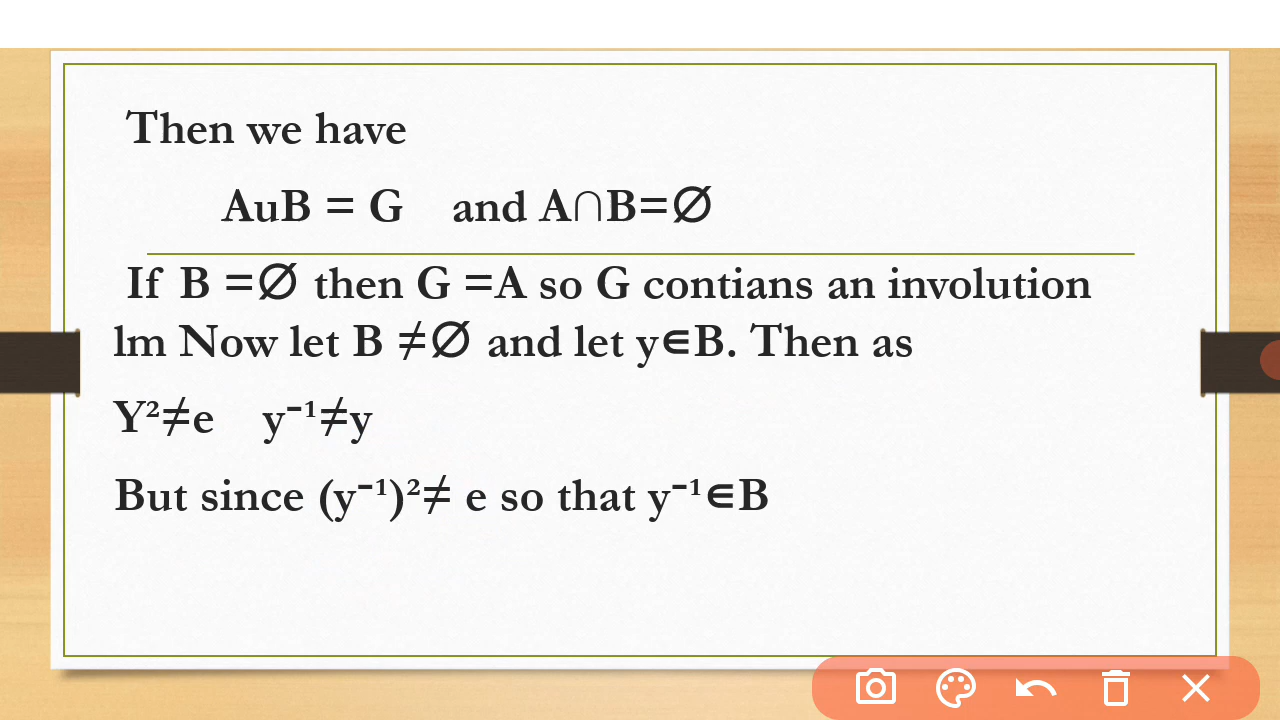 Then we have
AuB = G and A∩B=∅
If B =∅ then G =A so G contians an involution
lm Now let B ≠∅ and let y∈B. Then as
Y²≠e y⁻¹≠y
But since (y⁻¹)²≠ e so that y⁻¹∈B